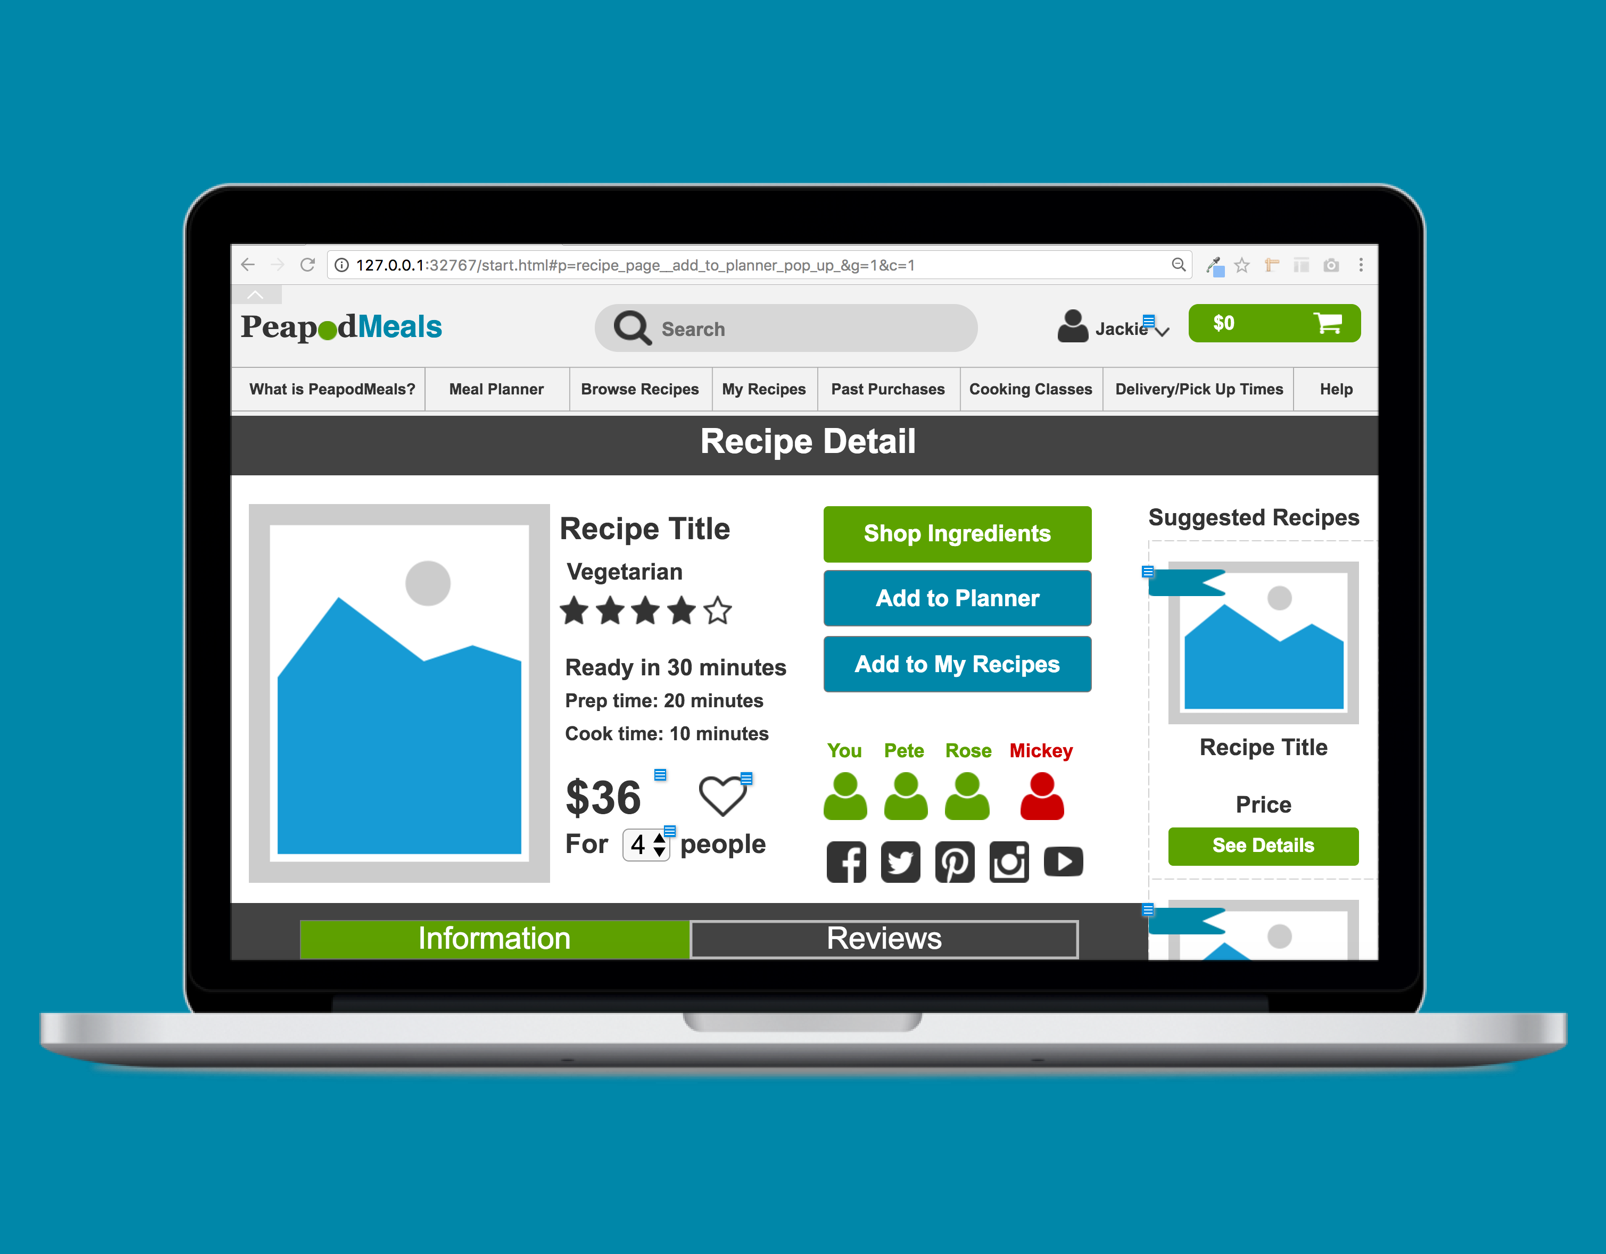 127.0.0.1:32767/start.html#p=recipe_page__add_to_planner_pop_up_&g=1&c=1
PeapodMeals
Search
Jackie
$0
What is PeapodMeals?
Meal Planner
Browse Recipes
My Recipes
Past Purchases
Cooking Classes
Delivery/Pick Up Times
Help
Recipe Detail
Recipe Title
Vegetarian
Ready in 30 minutes
Prep time: 20 minutes
Cook time: 10 minutes
$36
For 4 people
Shop Ingredients
Add to Planner
Add to My Recipes
You Pete Rose Mickey
Suggested Recipes
Recipe Title
Price
See Details
Information
Reviews